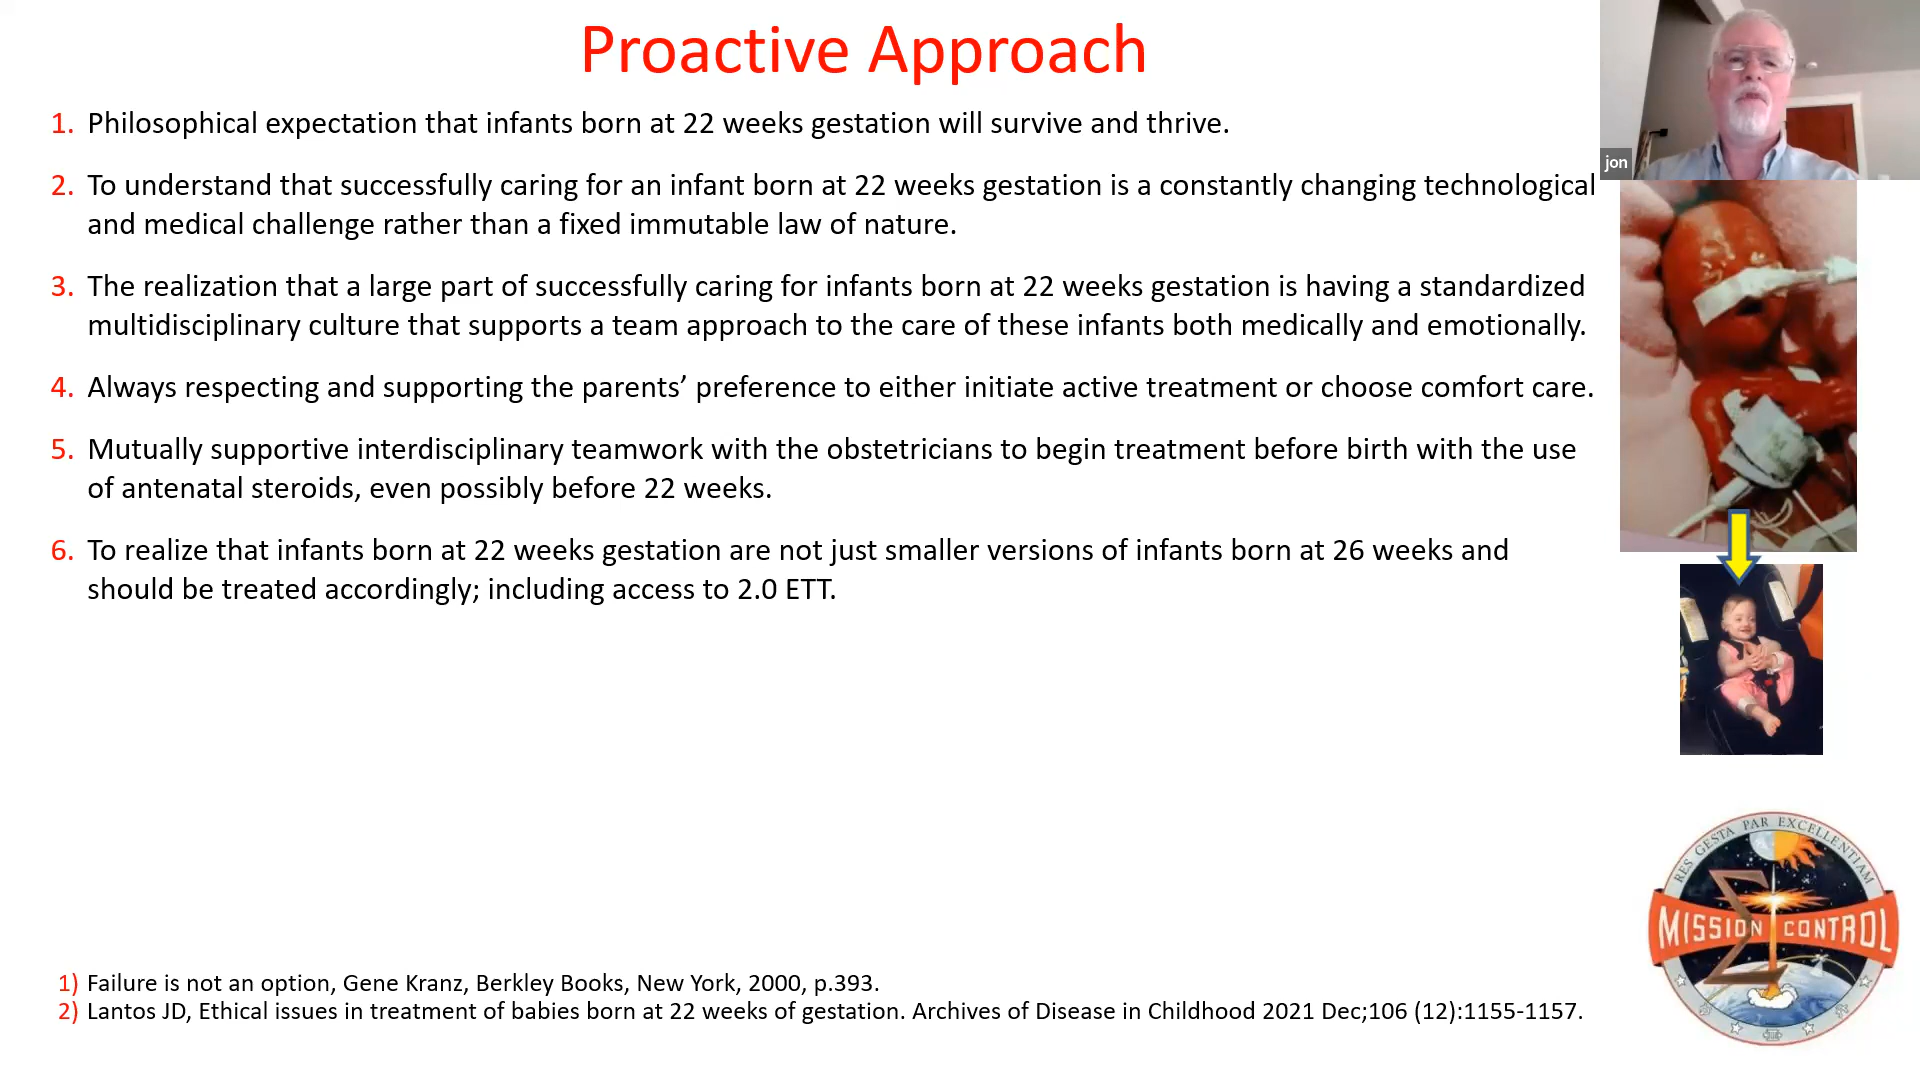 Proactive Approach
1. Philosophical expectation that infants born at 22 weeks gestation will survive and thrive.
2. To understand that successfully caring for an infant born at 22 weeks gestation is a constantly changing technological
and medical challenge rather than a fixed immutable law of nature.
3. The realization that a large part of successfully caring for infants born at 22 weeks gestation is having a standardized
multidisciplinary culture that supports a team approach to the care of these infants both medically and emotionally.
4. Always respecting and supporting the parents’ preference to either initiate active treatment or choose comfort care.
5. Mutually supportive interdisciplinary teamwork with the obstetricians to begin treatment before birth with the use
of antenatal steroids, even possibly before 22 weeks.
6. To realize that infants born at 22 weeks gestation are not just smaller versions of infants born at 26 weeks and
should be treated accordingly; including access to 2.0 ETT.
1) Failure is not an option, Gene Kranz, Berkley Books, New York, 2000, p.393.
2) Lantos JD, Ethical issues in treatment of babies born at 22 weeks of gestation. Archives of Disease in Childhood 2021 Dec;106 (12):1155-1157.
jon
RES GESTA PAR EXCELLENTIAM
MISSION CONTROL